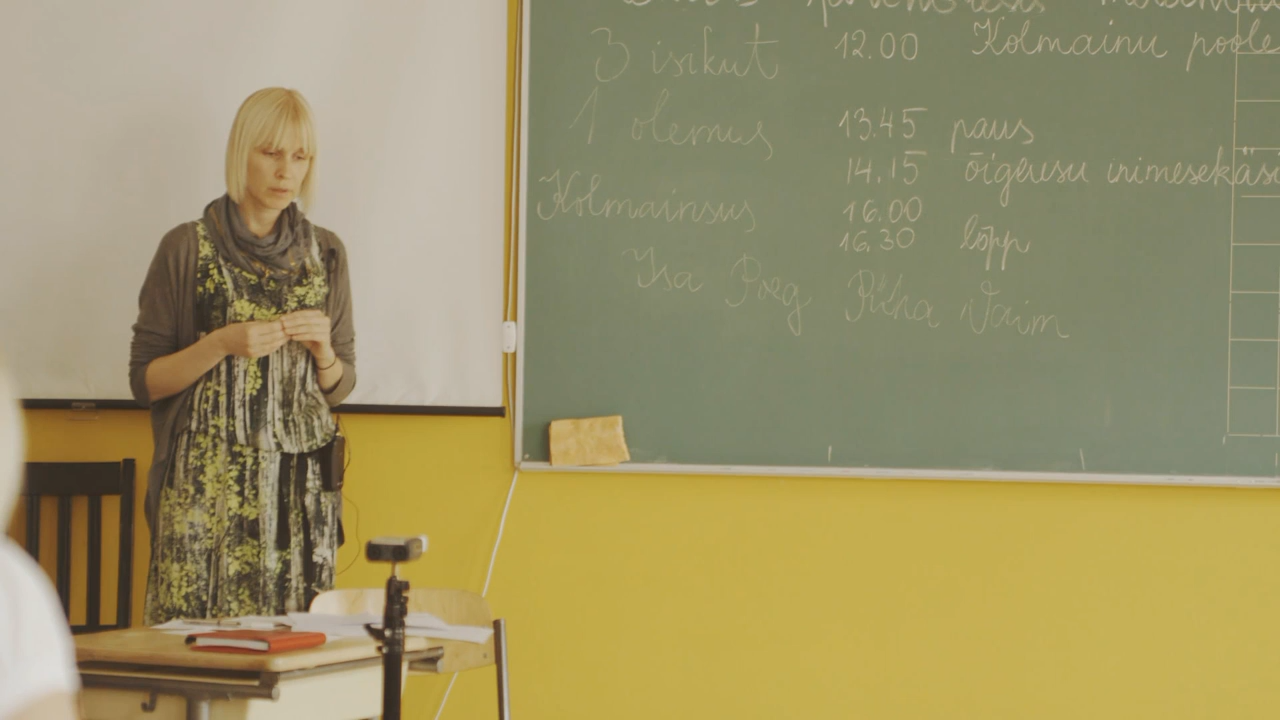 3 isikut 12.00 Kolmainu poole
1 olemus 13.45 paus
14.15 õigeusu inimesekäsi
Kolmainsus 16.00
16.30 lõpp
Isa Poeg Püha Vaim